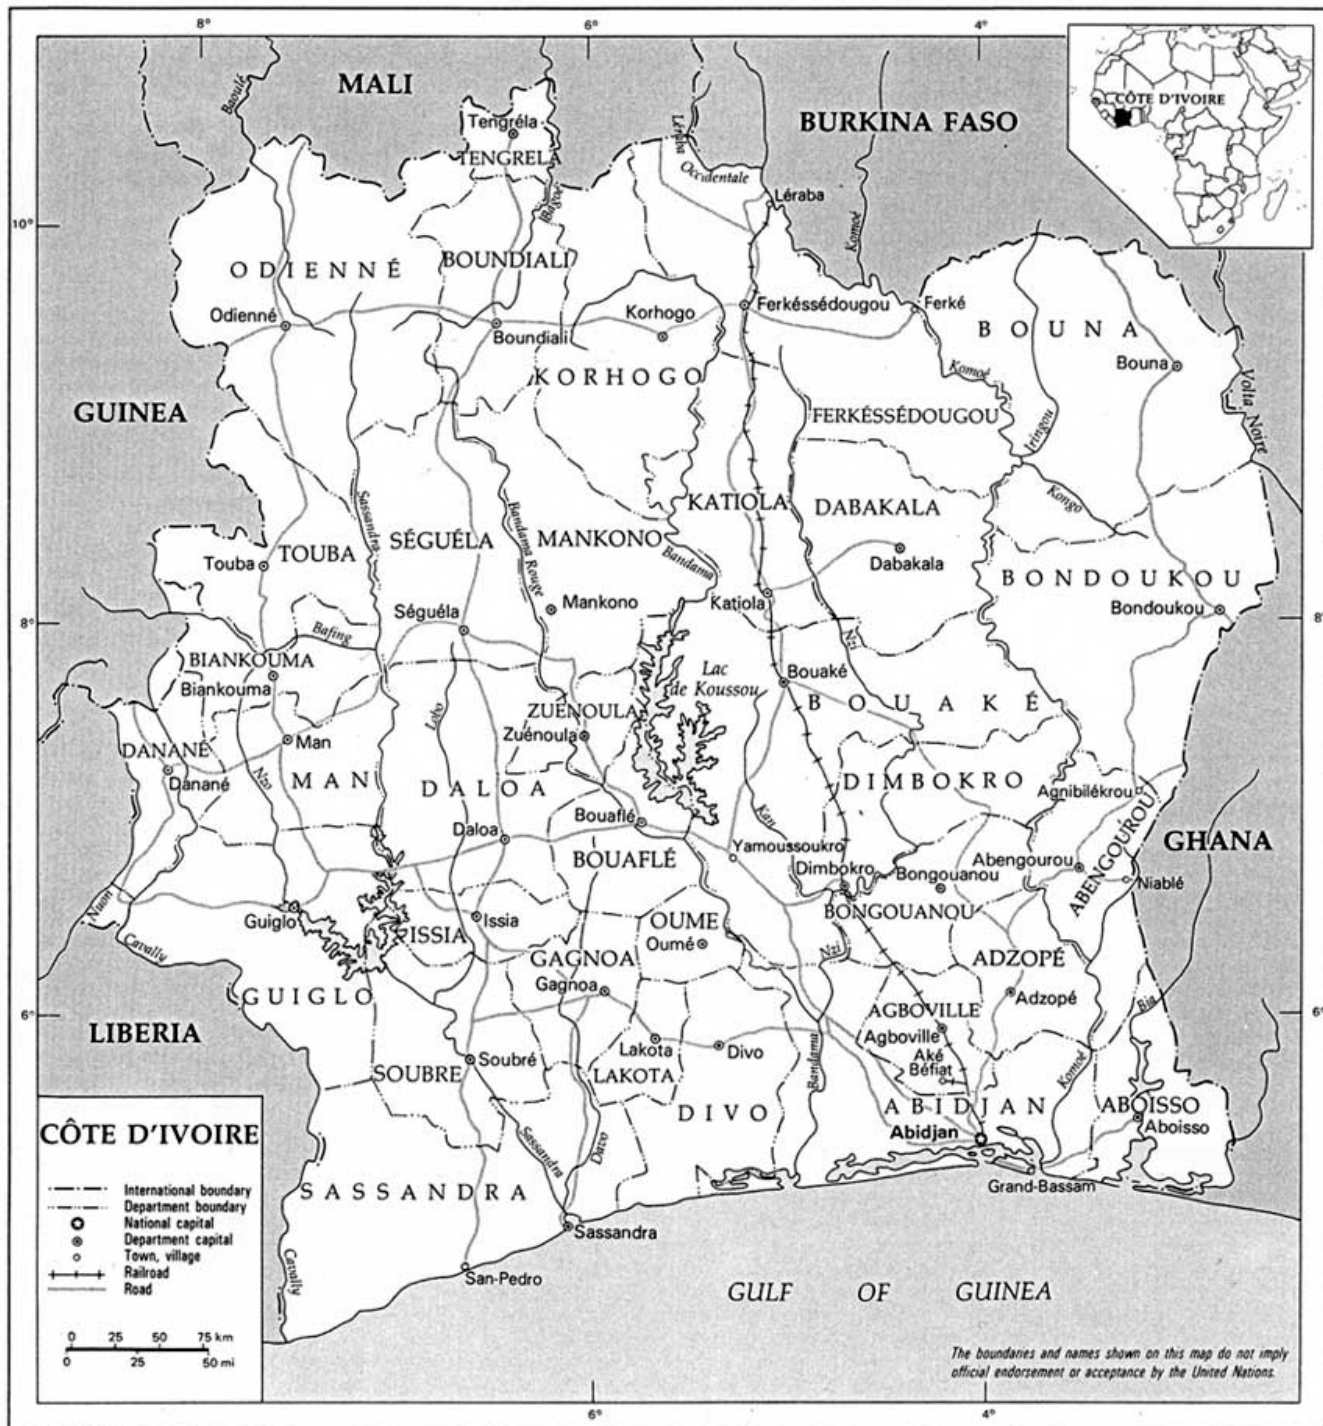 8°
6°
4°
MALI
BURKINA FASO
CÔTE D'IVOIRE
Baoulé
Tengréla
TENGRELA
Léraba
Occidentale
Bagoé
Léraba
Komoé
10°
ODIENNÉ
BOUNDIALI
Odienné
Boundiali
Korhogo
Ferkéssédougou
Ferké
BOUNA
Bouna
KORHOGO
Komoé
GUINEA
FERKÉSSÉDOUGOU
Iringou
Volta Noire
Sassandra
Bandama Rouge
KATIOLA
DABAKALA
Kongo
Touba
TOUBA
SÉGUÉLA
MANKONO
Bandama
Dabakala
BONDOUKOU
Séguéla
Mankono
Katiola
Bondoukou
8°
8°
Bafing
Nzi
BIANKOUMA
Biankouma
Lac
de Koussou
Bouaké
BOUAKÉ
Lobo
ZUÉNOULA
Zuénoula
DANANÉ
Danané
Man
MAN
Nzo
DALOA
DIMBOKRO
Agnibilékrou
Kan
Daloa
Bouaflé
BOUAFLÉ
Yamoussoukro
Dimbokro
Bongouanou
Abengourou
ABENGOUROU
Niablé
GHANA
Nuon
Guiglo
Issia
ISSIA
OUME
Oumé
BONGOUANOU
Cavally
Nzi
GAGNOA
Gagnoa
ADZOPÉ
Adzopé
GUIGLO
Bia
6°
6°
LIBERIA
AGBOVILLE
Agboville
Aké
Béfiat
Soubré
SOUBRE
Lakota
LAKOTA
Divo
DIVO
Bandama
Komoé
ABIDJAN
Abidjan
ABOISSO
Aboisso
Sassandra
Davo
Grand-Bassam
SASSANDRA
Sassandra
San-Pedro
Cavally
GULF OF GUINEA
CÔTE D'IVOIRE
International boundary
Department boundary
National capital
Department capital
Town, village
Railroad
Road
0 25 50 75 km
0 25 50 mi
The boundaries and names shown on this map do not imply
official endorsement or acceptance by the United Nations.
6°
4°